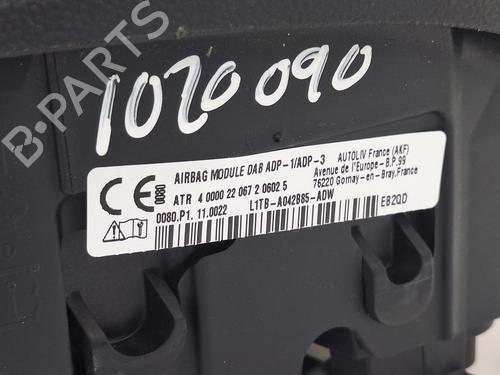 B-PARTS
1020090
AIRBAG MODULE DAB ADP-1/ADP-3
ATR 4 0000 22 067 2 0602 5
0080.P1. 11.0022
L1TB-A042B85-ADW
CE
0080
AUTOLIV France (AKF)
Avenue de l'Europe - B.P.99
76220 Gornay-en-Bray.France
EB2QD